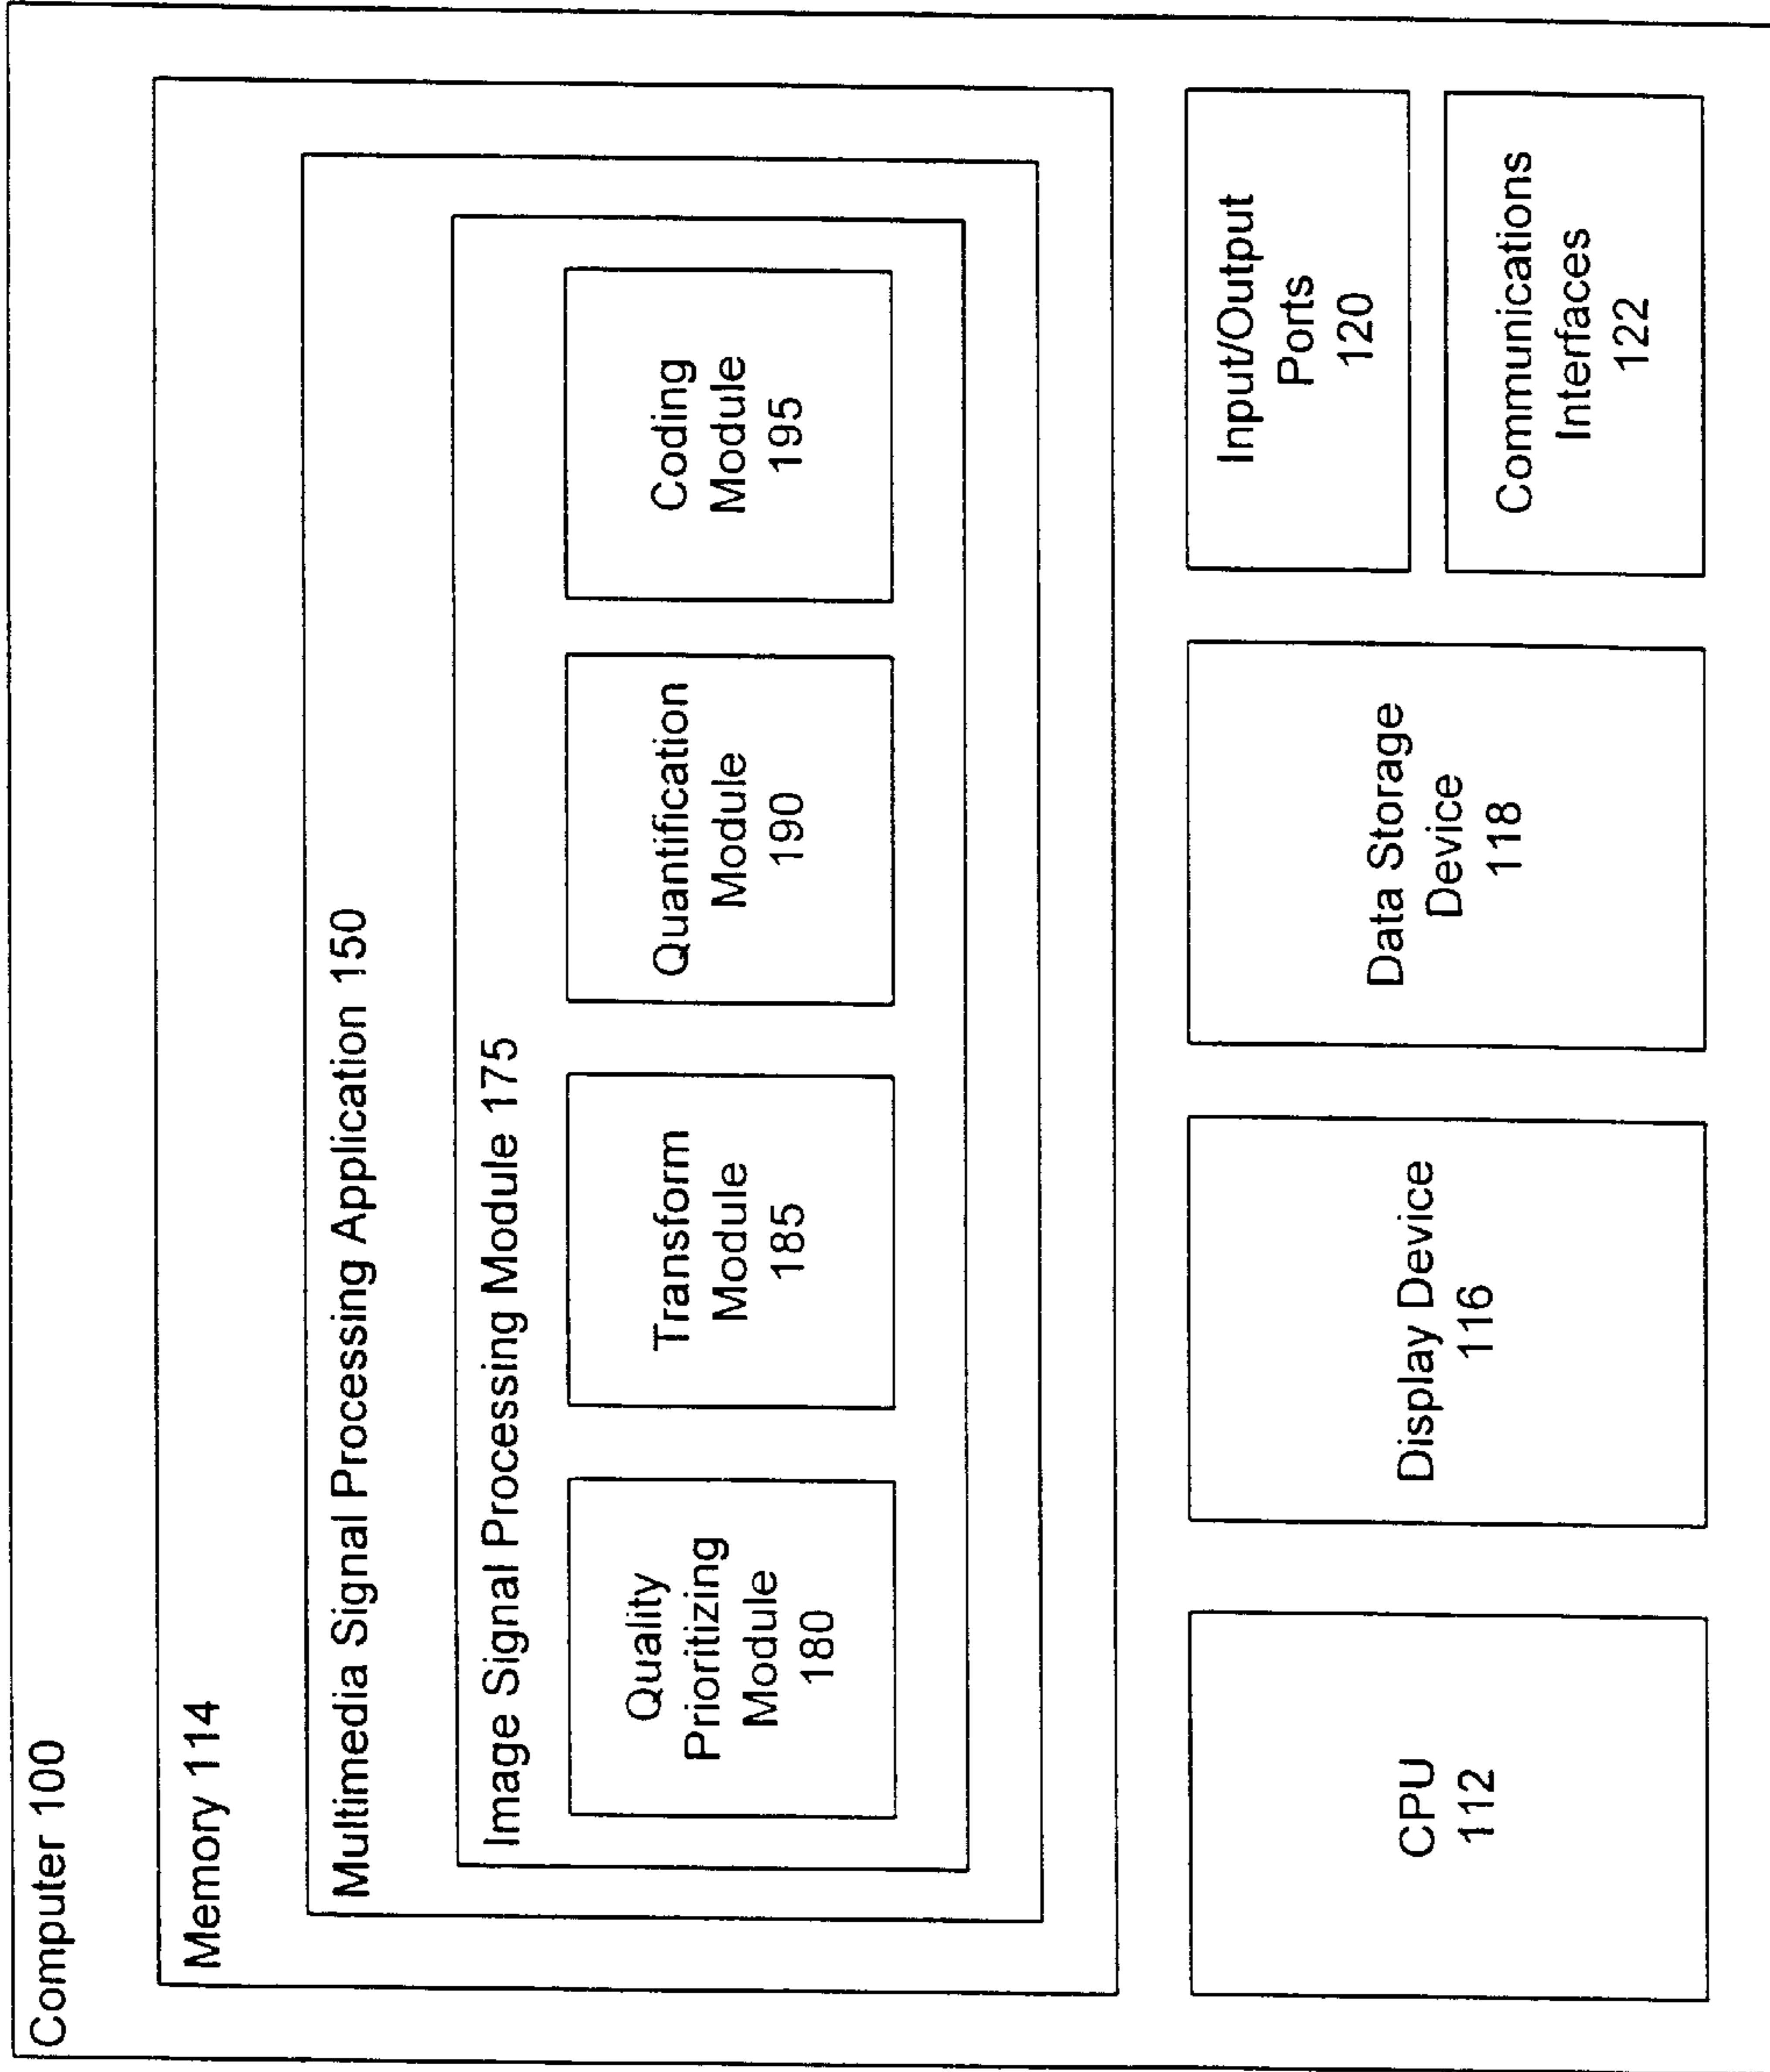 Computer 100
Memory 114
Multimedia Signal Processing Application 150
Image Signal Processing Module 175
Quality
Prioritizing
Module
180
Transform
Module
185
Quantification
Module
190
Coding
Module
195
CPU
112
Display Device
116
Data Storage
Device
118
Input/Output
Ports
120
Communications
Interfaces
122